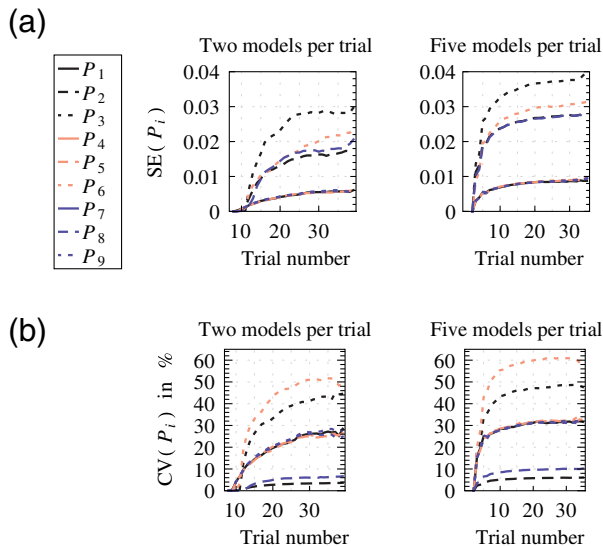 (a)
P1
P2
P3
P4
P5
P6
P7
P8
P9
Two models per trial
SE( Pi )
0.04
0.03
0.02
0.01
0
10 20 30
Trial number
Five models per trial
0.04
0.03
0.02
0.01
0
10 20 30
Trial number
(b)
Two models per trial
CV( Pi ) in %
60
50
40
30
20
10
0
10 20 30
Trial number
Five models per trial
60
50
40
30
20
10
0
10 20 30
Trial number